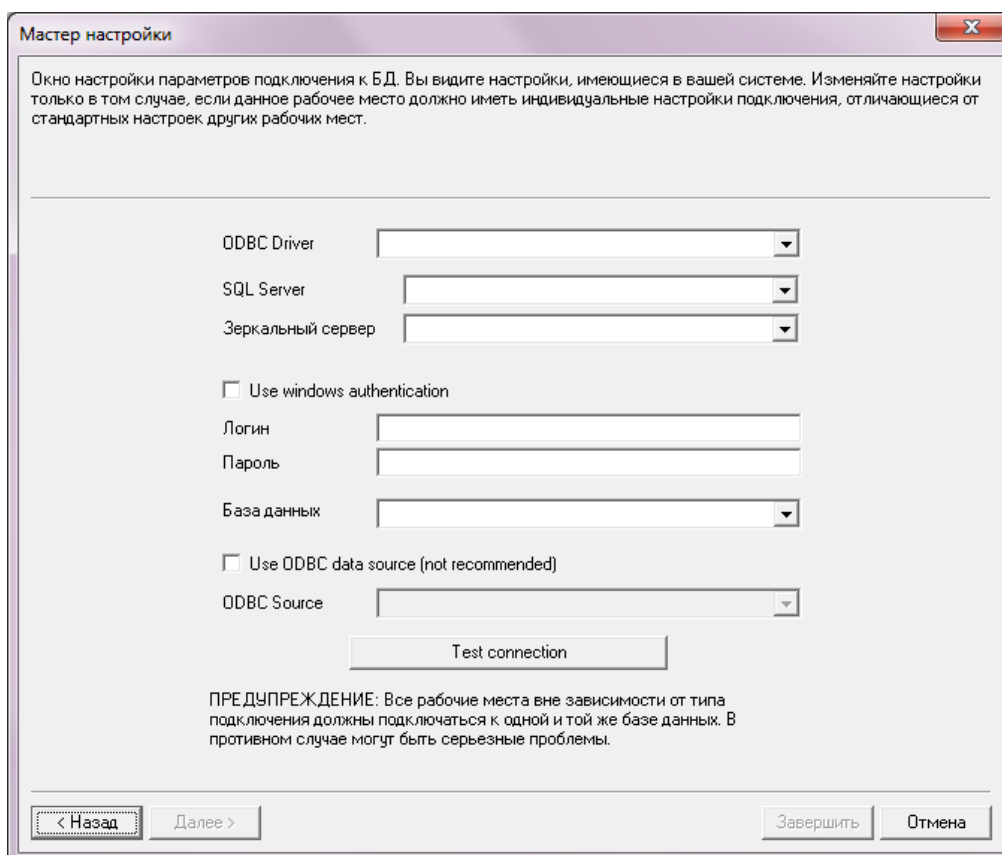 Мастер настройки
Окно настройки параметров подключения к БД. Вы видите настройки, имеющиеся в вашей системе. Изменяйте настройки
только в том случае, если данное рабочее место должно иметь индивидуальные настройки подключения, отличающиеся от
стандартных настроек других рабочих мест.
ODBC Driver
SQL Server
Зеркальный сервер
Use windows authentication
Логин
Пароль
База данных
Use ODBC data source (not recommended)
ODBC Source
Test connection
ПРЕДУПРЕЖДЕНИЕ: Все рабочие места вне зависимости от типа
подключения должны подключаться к одной и той же базе данных. В
противном случае могут быть серьезные проблемы.
< Назад
Далее >
Завершить
Отмена